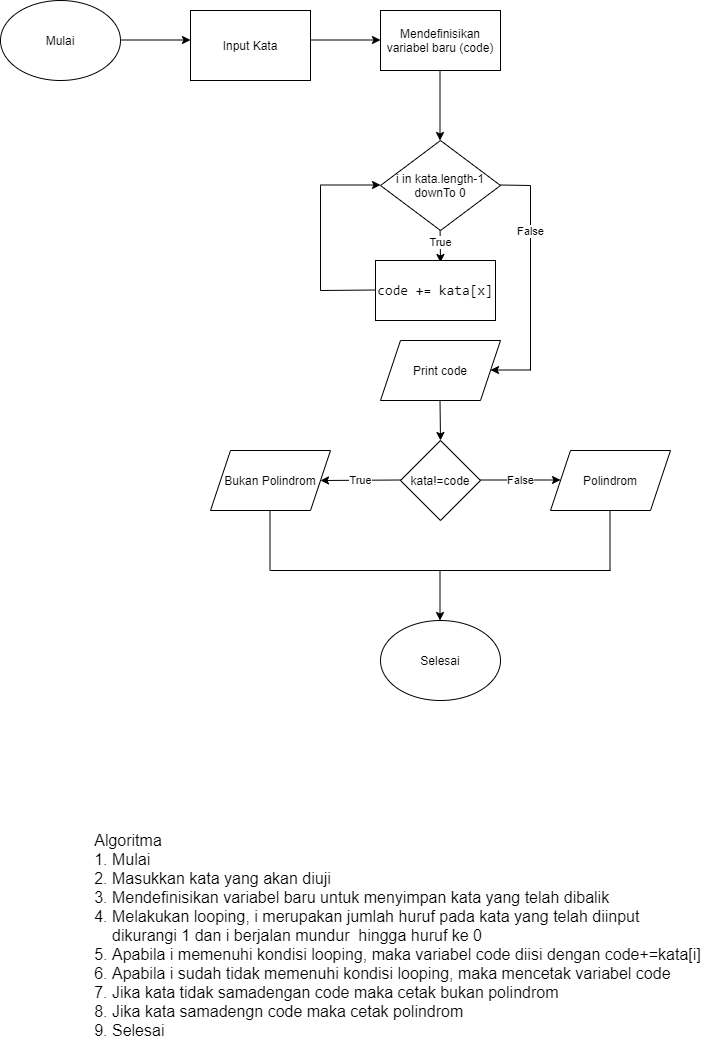 Mulai
Input Kata
Mendefinisikan
variabel baru (code)
i in kata.length-1
downTo 0
True
False
code += kata[x]
Print code
Bukan Polindrom
True
kata!=code
False
Polindrom
Selesai
Algoritma
1. Mulai
2. Masukkan kata yang akan diuji
3. Mendefinisikan variabel baru untuk menyimpan kata yang telah dibalik
4. Melakukan looping, i merupakan jumlah huruf pada kata yang telah diinput
dikurangi 1 dan i berjalan mundur hingga huruf ke 0
5. Apabila i memenuhi kondisi looping, maka variabel code diisi dengan code+=kata[i]
6. Apabila i sudah tidak memenuhi kondisi looping, maka mencetak variabel code
7. Jika kata tidak samadengan code maka cetak bukan polindrom
8. Jika kata samadengn code maka cetak polindrom
9. Selesai